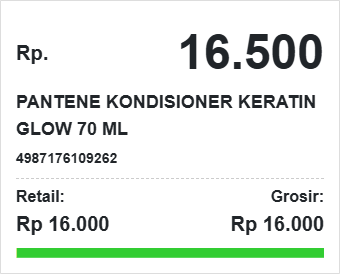 Rp. 16.500
PANTENE KONDISIONER KERATIN
GLOW 70 ML
4987176109262
Retail: Grosir:
Rp 16.000 Rp 16.000